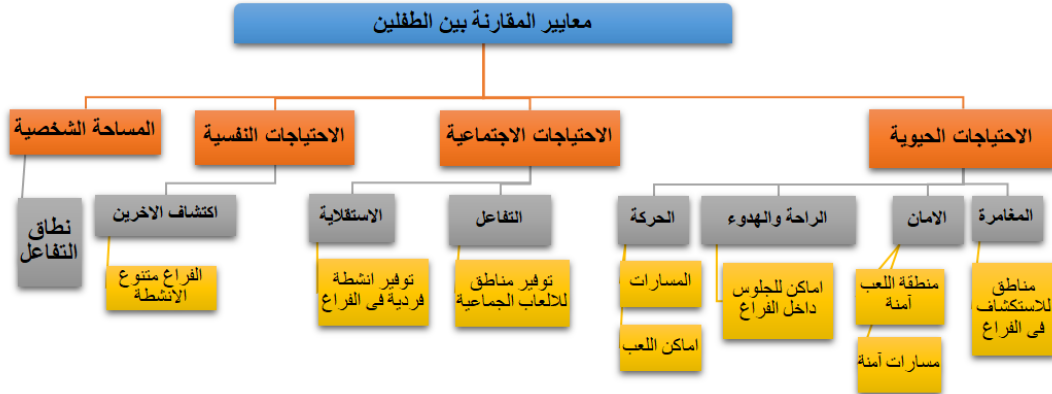 معايير المقارنة بين الطفلين
الاحتياجات الحيوية
الاحتياجات الاجتماعية
الاحتياجات النفسية
المساحة الشخصية
المغامرة
الامان
الراحة والهدوء
الحركة
التفاعل
الاستقلاية
اكتشاف الاخرين
نطاق
التفاعل
مناطق
للاستكشاف
فى الفراغ
منطقة اللعب
آمنة
مسارات آمنة
اماكن للجلوس
داخل الفراغ
المسارات
اماكن اللعب
توفير مناطق
للالعاب الجماعية
توفير انشطة
فردية فى الفراغ
الفراغ متنوع
الانشطة